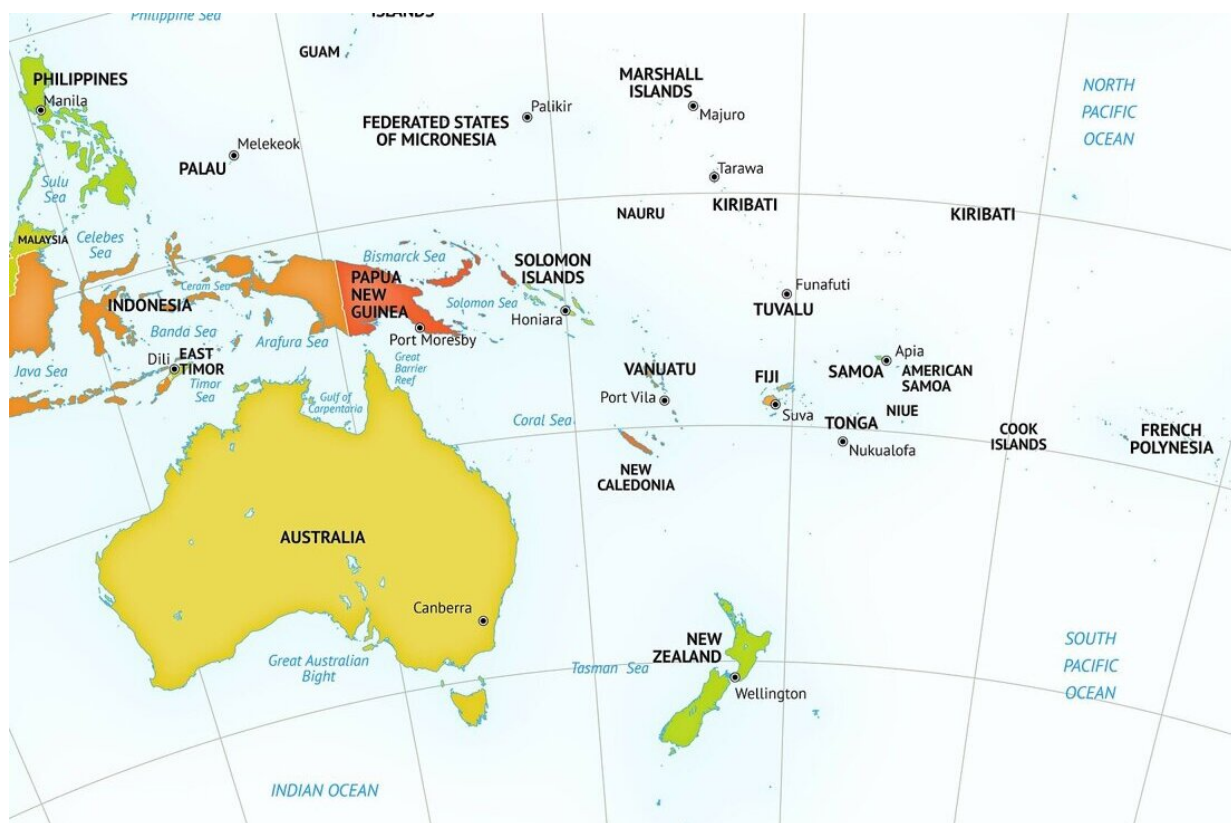 Philippine Sea
ISLANDS
GUAM
PHILIPPINES
Manila
MARSHALL
ISLANDS
Majuro
NORTH
PACIFIC
OCEAN
Palikir
FEDERATED STATES
OF MICRONESIA
Melekeok
PALAU
Tarawa
KIRIBATI
Sulu
Sea
NAURU
KIRIBATI
MALAYSIA
Celebes
Sea
Bismarck Sea
SOLOMON
ISLANDS
Honiara
PAPUA
NEW
GUINEA
Port Moresby
Ceram Sea
INDONESIA
Solomon Sea
Funafuti
TUVALU
Banda Sea
Arafura Sea
Java Sea
Dili
EAST
TIMOR
Timor
Sea
Great
Barrier
Reef
Gulf of
Carpentaria
VANUATU
Port Vila
FIJI
Suva
SAMOA
Apia
AMERICAN
SAMOA
NIUE
TONGA
Nukualofa
Coral Sea
COOK
ISLANDS
FRENCH
POLYNESIA
NEW
CALEDONIA
AUSTRALIA
Canberra
Great Australian
Bight
Tasman Sea
NEW
ZEALAND
Wellington
SOUTH
PACIFIC
OCEAN
INDIAN OCEAN